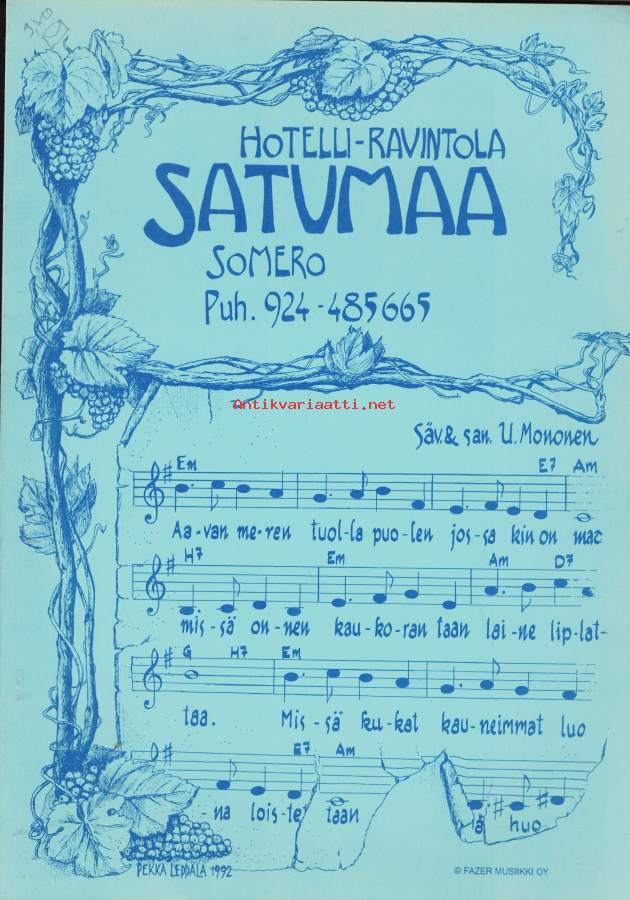 3,50
HOTELLI-RAVINTOLA
SATUMAA
SOMERO
Puh. 924-485665
Antikvariaatti.net
Säv.& san. U. Mononen
Em E7 Am
Aa-van me-ren tuol-la puo-len jos-sa kin on maa
H7 Em Am D7
mis-sä on-nen kau-ko-ran taan lai-ne lip-lat-
G H7 Em
taa. Mis-sä ku-kat kau-neimmat luo
E7 Am
-na lois-te- taan
ä huo
PEKKA LEPPÄLÄ 1992
© FAZER MUSIIKKI OY